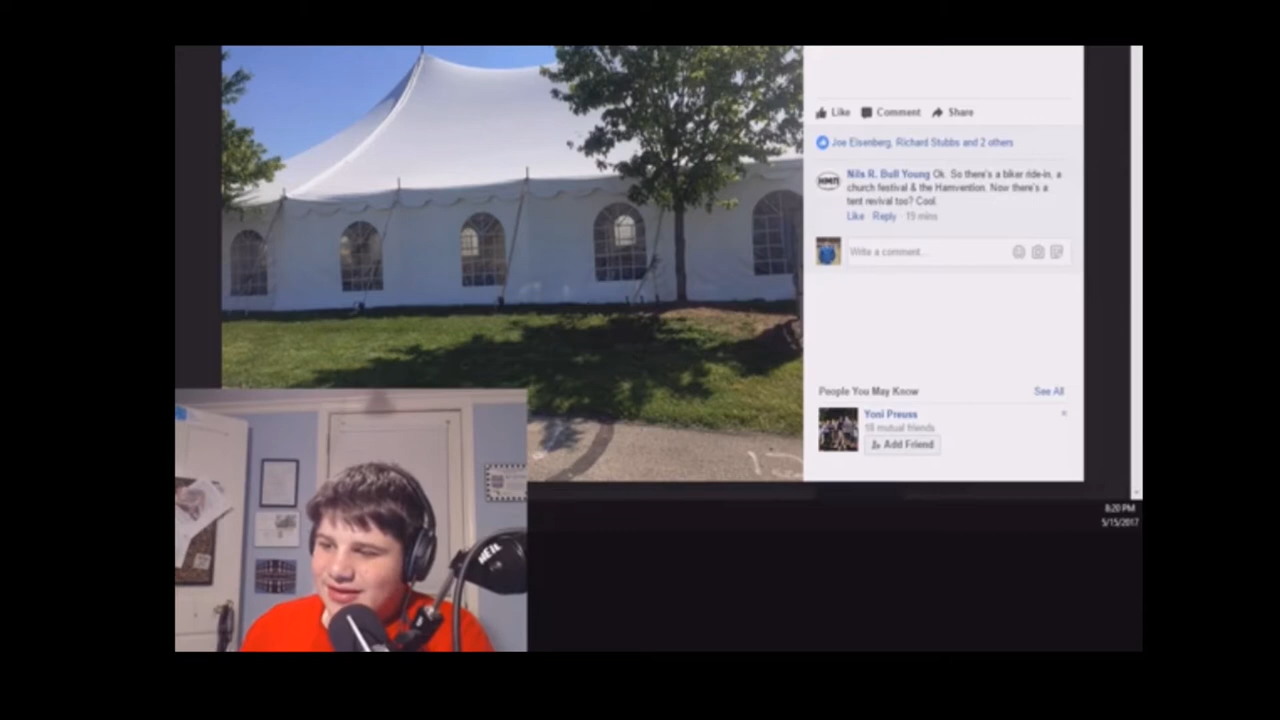 Like Comment Share
Joe Eisenberg, Richard Stubbs and 2 others
Nils R. Bull Young Ok. So there's a biker ride-in, a
church festival & the Hamvention. Now there's a
tent revival too? Cool.
Like · Reply · 19 mins
Write a comment...
People You May Know See All
Yoni Preuss
18 mutual friends
Add Friend
8:20 PM
5/15/2017
HEIL